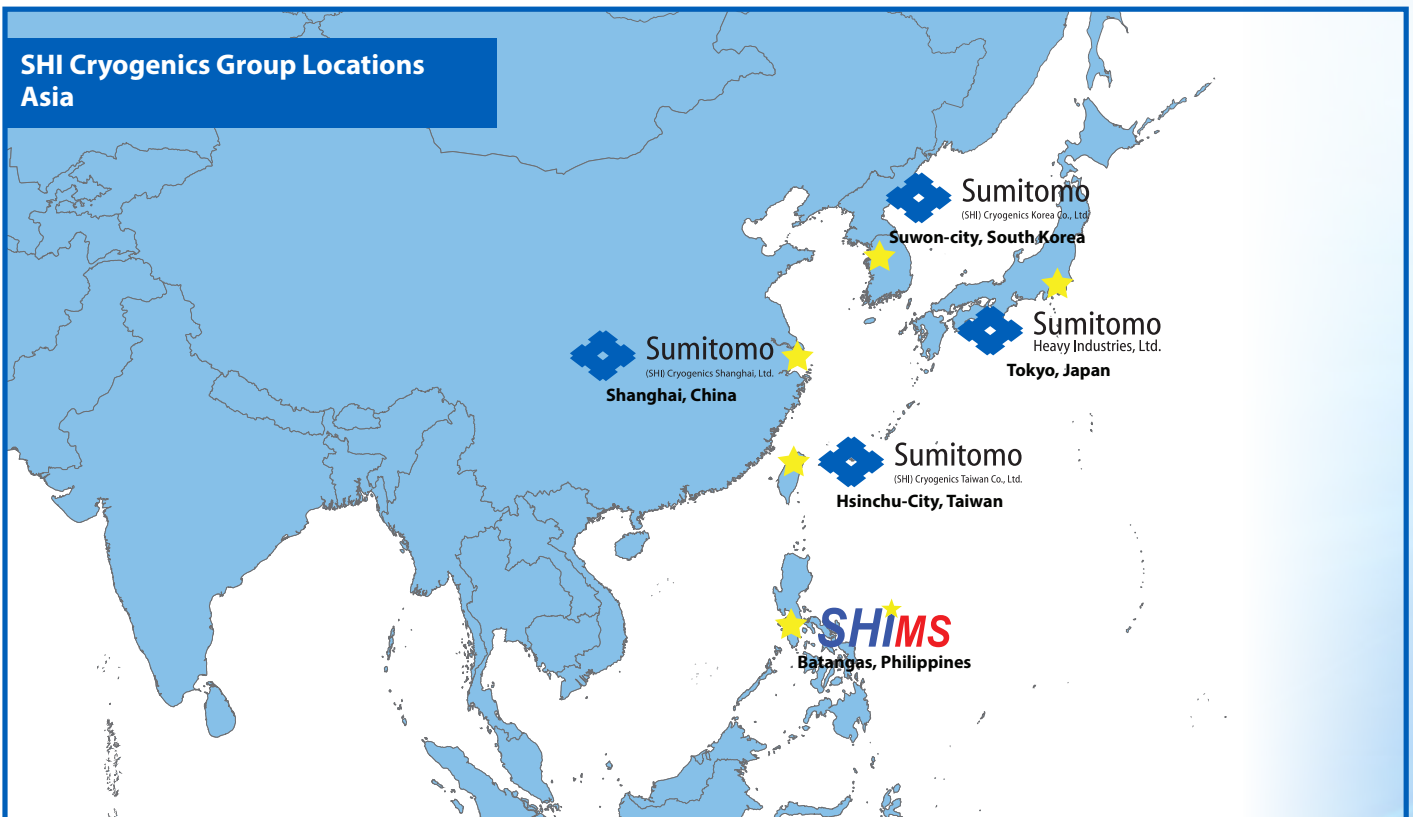 SHI Cryogenics Group Locations
Asia
Sumitomo
(SHI) Cryogenics Korea Co., Ltd.
Suwon-city, South Korea
Sumitomo
Heavy Industries, Ltd.
Tokyo, Japan
Sumitomo
(SHI) Cryogenics Shanghai, Ltd.
Shanghai, China
Sumitomo
(SHI) Cryogenics Taiwan Co., Ltd.
Hsinchu-City, Taiwan
SHiMS
Batangas, Philippines